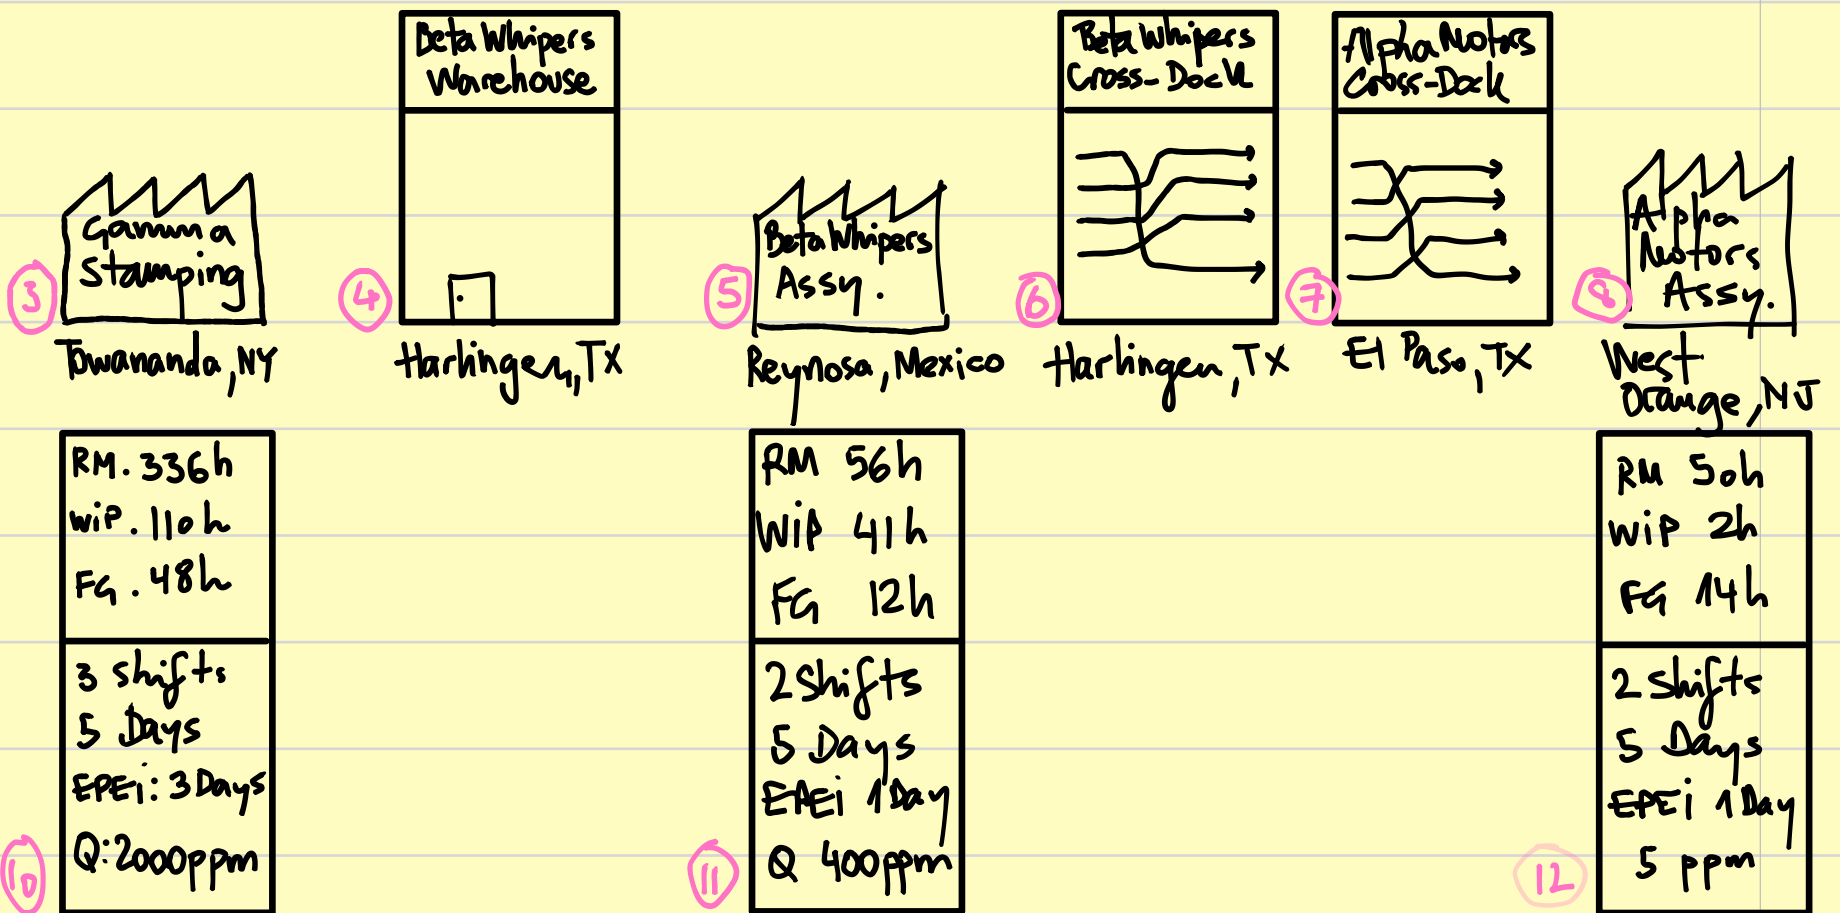 Beta Whipers
Warehouse
Beta Whipers
Cross-Dock
Alpha Motors
Cross-Dock
Gamma
Stamping
Beta Whipers
Assy.
Alpha
Motors
Assy.
3
4
5
6
7
8
Towananda, NY
Harlingen, TX
Reynosa, Mexico
Harlingen, TX
El Paso, TX
West
Orange, NJ
RM. 336h
WiP. 110h
FG. 48h
3 Shifts
5 Days
EPEi: 3 Days
Q: 2000ppm
10
RM 56h
WiP 41h
FG 12h
2 Shifts
5 Days
EPEi 1 Day
Q 400ppm
11
RM 50h
WiP 2h
FG 14h
2 Shifts
5 Days
EPEi 1 Day
5 ppm
12